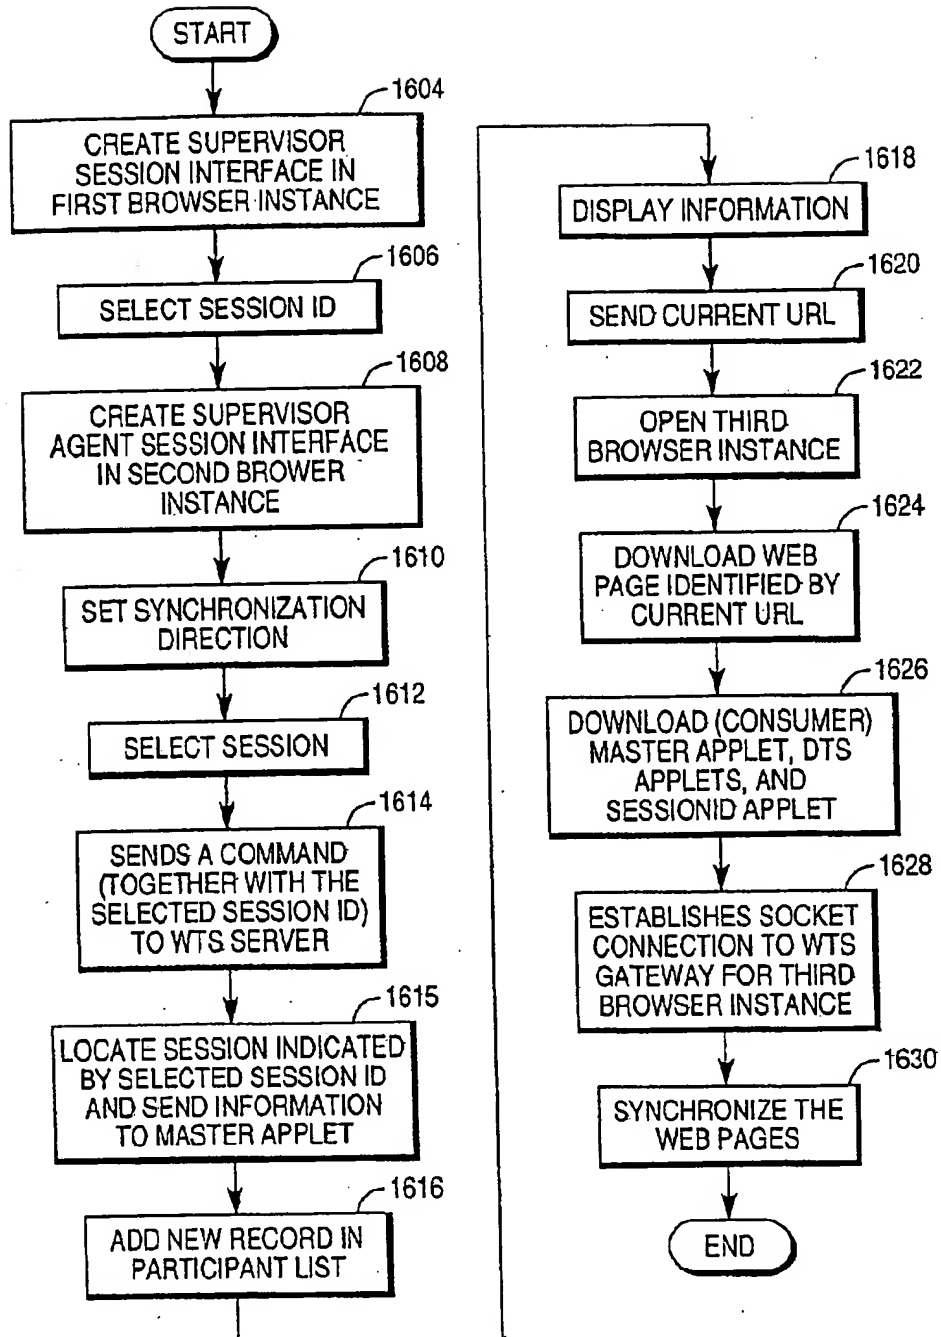 START
1604
CREATE SUPERVISOR
SESSION INTERFACE IN
FIRST BROWSER INSTANCE
1606
SELECT SESSION ID
1608
CREATE SUPERVISOR
AGENT SESSION INTERFACE
IN SECOND BROWER
INSTANCE
1610
SET SYNCHRONIZATION
DIRECTION
1612
SELECT SESSION
1614
SENDS A COMMAND
(TOGETHER WITH THE
SELECTED SESSION ID)
TO WTS SERVER
1615
LOCATE SESSION INDICATED
BY SELECTED SESSION ID
AND SEND INFORMATION
TO MASTER APPLET
1616
ADD NEW RECORD IN
PARTICIPANT LIST
1618
DISPLAY INFORMATION
1620
SEND CURRENT URL
1622
OPEN THIRD
BROWSER INSTANCE
1624
DOWNLOAD WEB
PAGE IDENTIFIED BY
CURRENT URL
1626
DOWNLOAD (CONSUMER)
MASTER APPLET, DTS
APPLETS, AND
SESSIONID APPLET
1628
ESTABLISHES SOCKET
CONNECTION TO WTS
GATEWAY FOR THIRD
BROWSER INSTANCE
1630
SYNCHRONIZE THE
WEB PAGES
END